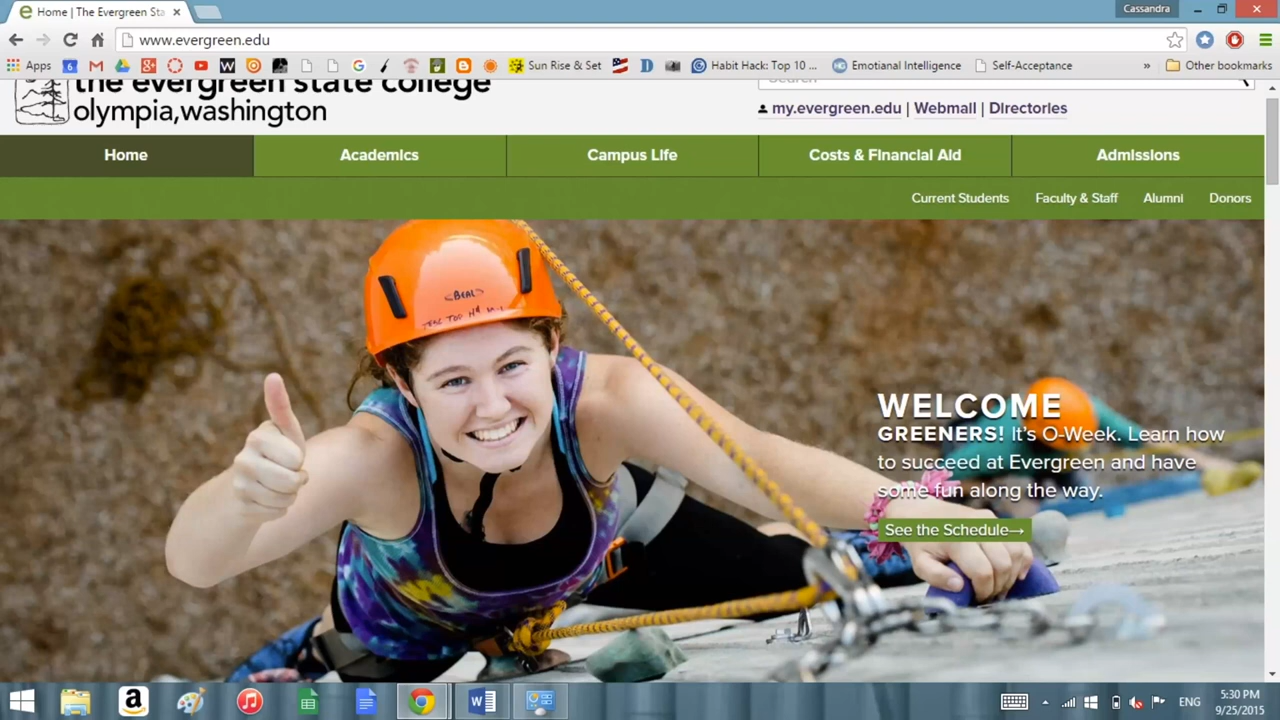 Home | The Evergreen Sta
Cassandra
www.evergreen.edu
Apps
Sun Rise & Set
Habit Hack: Top 10 ...
Emotianal Intelligence
Self-Acceptance
»
Other bookmarks
the evergreen state college
olympia,washington
Search
my.evergreen.edu | Webmail | Directories
Home
Academics
Campus Life
Costs & Financial Aid
Admissions
Current Students
Faculty & Staff
Alumni
Donors
BEAL
WELCOME
GREENERS! It's O-Week. Learn how
to succeed at Evergreen and have
some fun along the way.
See the Schedule→
ENG
5:30 PM
9/25/2015